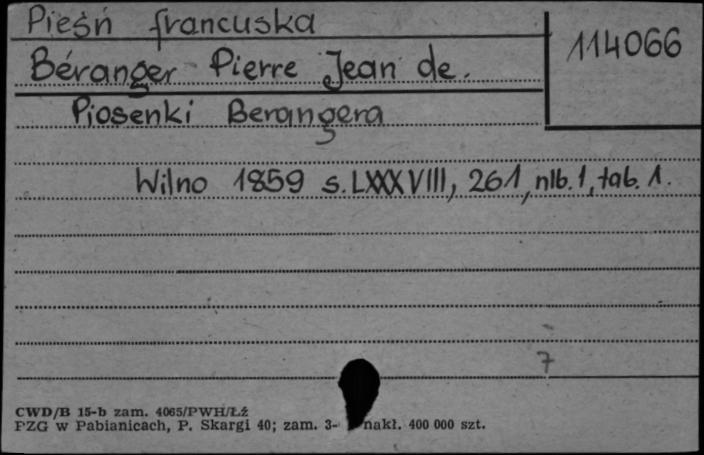 Pieśń francuska
114066
Béranger Pierre Jean de.
Piosenki Berangera
Wilno 1859 s. LXXXVIII, 261, nlb. 1, tab. 1.
7
CWD/B 15-b zam. 4065/PWH/Łź
PZG w Pabianicach, P. Skargi 40; zam. 3- nakł. 400 000 szt.